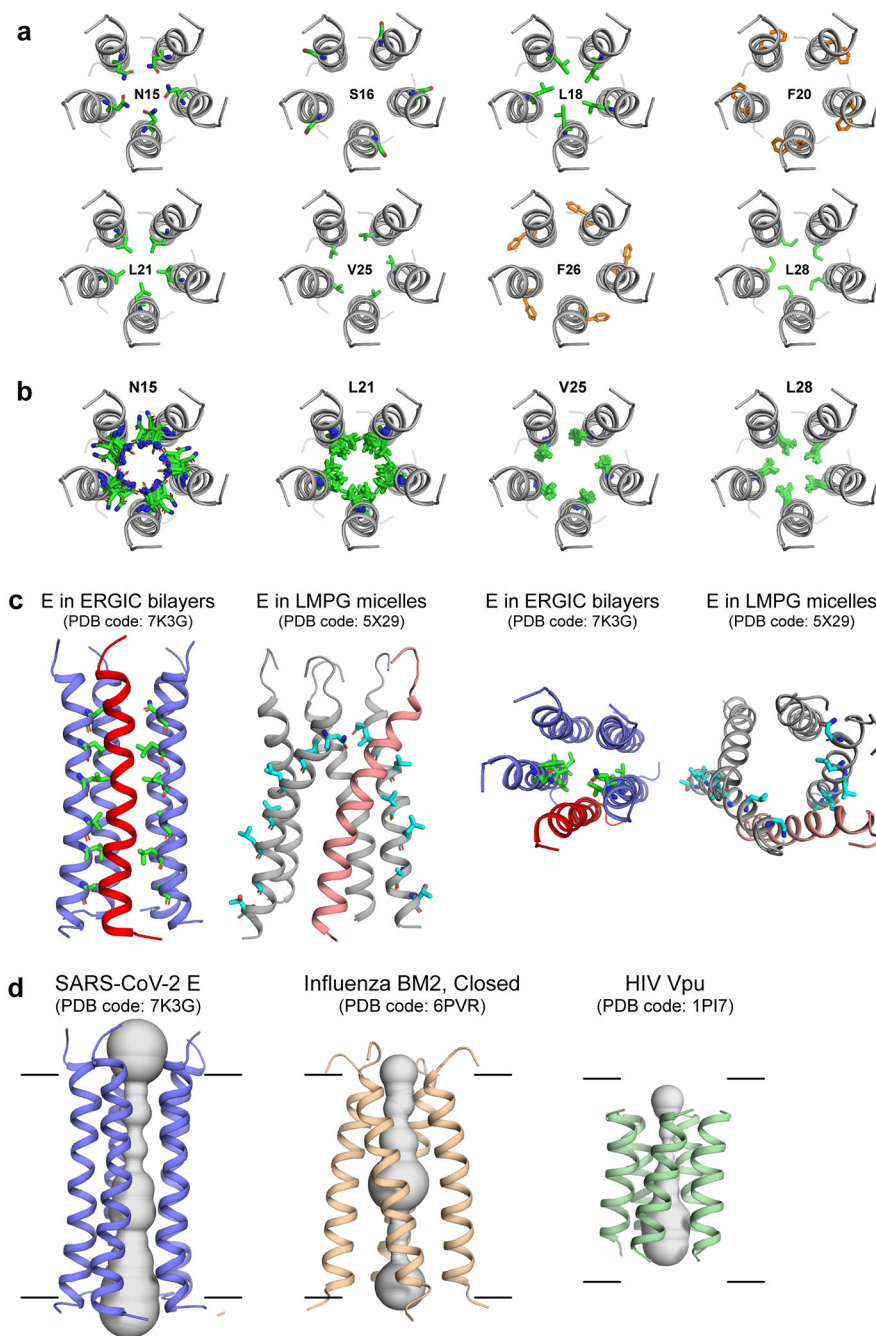 a
N15
S16
L18
F20
L21
V25
F26
L28
b
N15
L21
V25
L28
c
E in ERGIC bilayers
(PDB code: 7K3G)
E in LMPG micelles
(PDB code: 5X29)
E in ERGIC bilayers
(PDB code: 7K3G)
E in LMPG micelles
(PDB code: 5X29)
d
SARS-CoV-2 E
(PDB code: 7K3G)
Influenza BM2, Closed
(PDB code: 6PVR)
HIV Vpu
(PDB code: 1PI7)